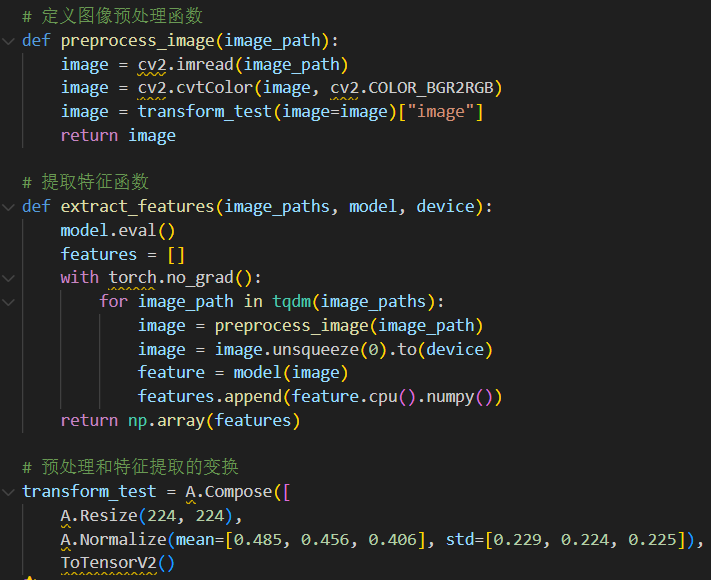 # 定义图像预处理函数
def preprocess_image(image_path):
    image = cv2.imread(image_path)
    image = cv2.cvtColor(image, cv2.COLOR_BGR2RGB)
    image = transform_test(image=image)["image"]
    return image

# 提取特征函数
def extract_features(image_paths, model, device):
    model.eval()
    features = []
    with torch.no_grad():
        for image_path in tqdm(image_paths):
            image = preprocess_image(image_path)
            image = image.unsqueeze(0).to(device)
            feature = model(image)
            features.append(feature.cpu().numpy())
    return np.array(features)

# 预处理和特征提取的变换
transform_test = A.Compose([
    A.Resize(224, 224),
    A.Normalize(mean=[0.485, 0.456, 0.406], std=[0.229, 0.224, 0.225]),
    ToTensorV2()